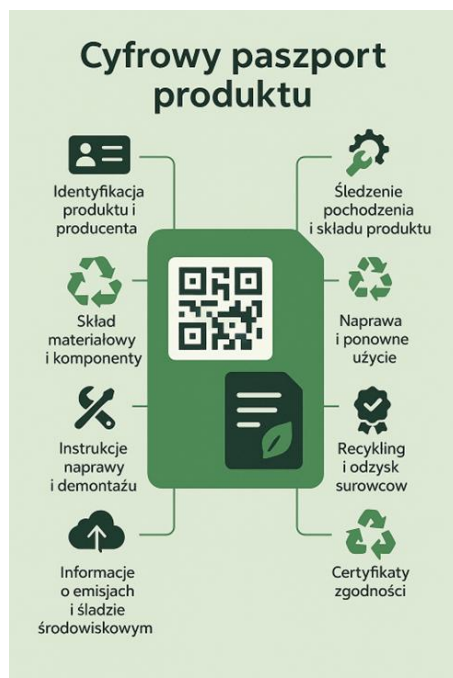 Cyfrowy paszport
produktu
Identyfikacja
produktu i
producenta
Skład
materiałowy
i komponenty
Instrukcje
naprawy
i demontażu
Informacje
o emisjach
i śladzie
środowiskowym
Śledzenie
pochodzenia
i składu produktu
Naprawa
i ponowne
użycie
Recykling
i odzysk
surowcow
Certyfikaty
zgodności